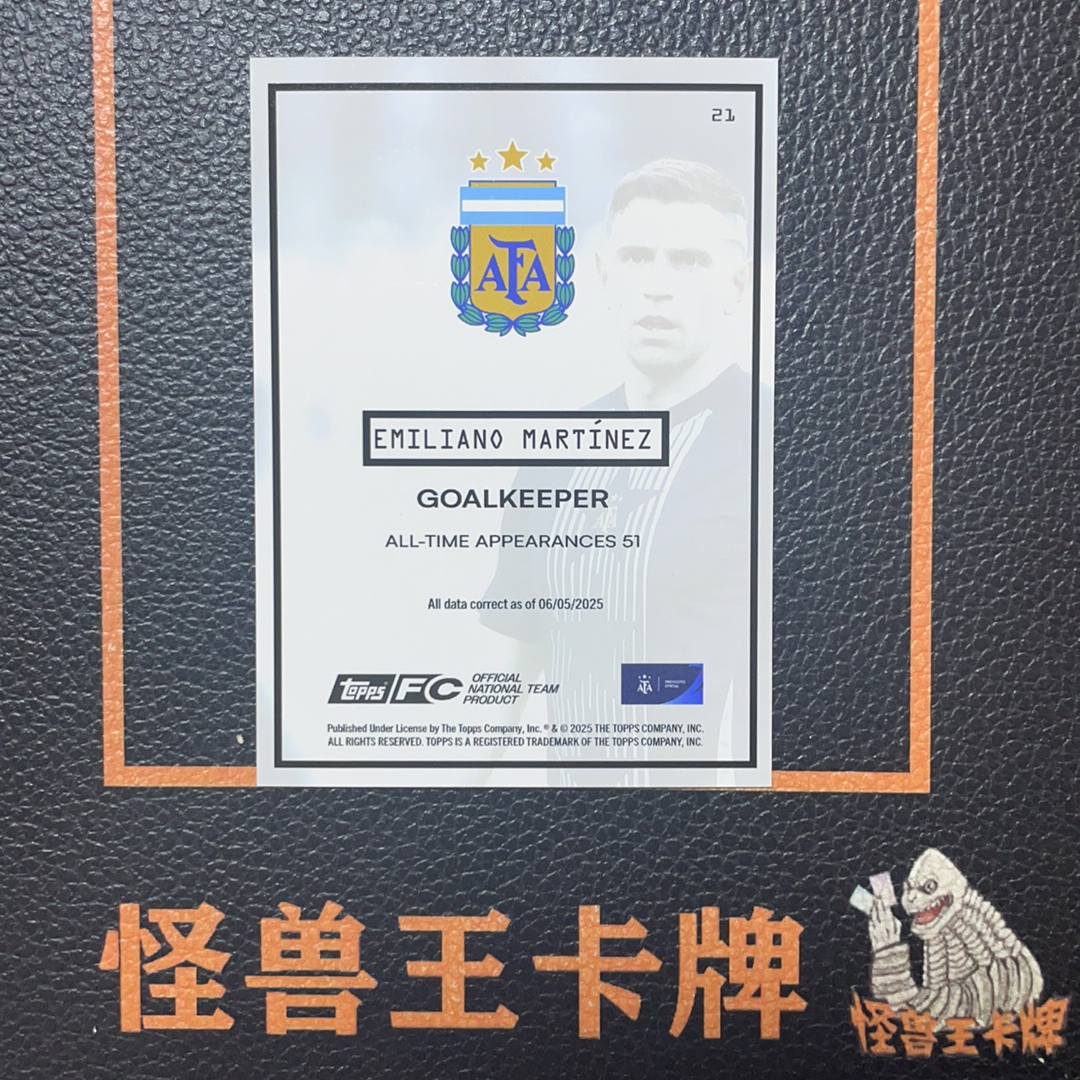 21
AFA
EMILIANO MARTÍNEZ
GOALKEEPER
ALL-TIME APPEARANCES 51
All data correct as of 06/05/2025
topps FC OFFICIAL
NATIONAL TEAM
PRODUCT
AFA
Published Under License by The Topps Company, Inc.® & © 2025 THE TOPPS COMPANY, INC.
ALL RIGHTS RESERVED. TOPPS IS A REGISTERED TRADEMARK OF THE TOPPS COMPANY, INC.
怪兽王卡牌
怪兽王卡牌